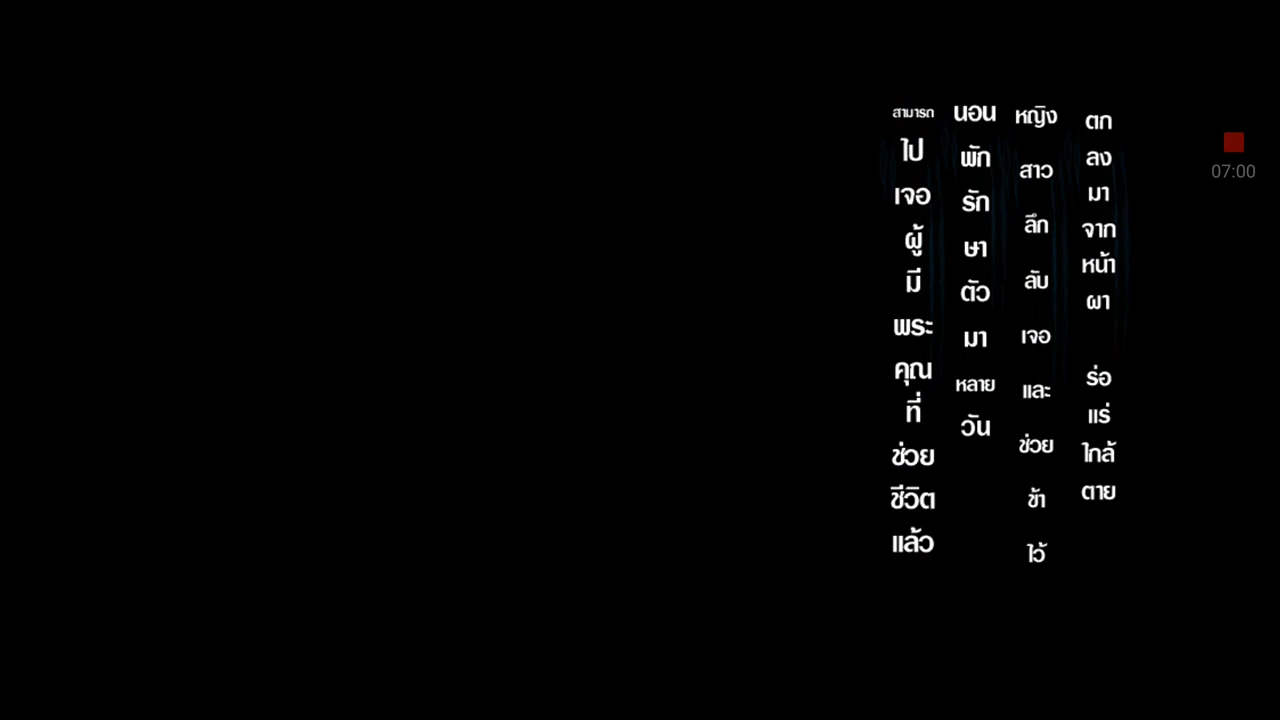 ตกลงมาจากหน้าผา ร่อแร่ใกล้ตาย
หญิงสาวลึกลับเจอและช่วยข้าไว้
นอนพักรักษาตัวมาหลายวัน
สามารถไปเจอผู้มีพระคุณที่ช่วยชีวิตแล้ว
07:00